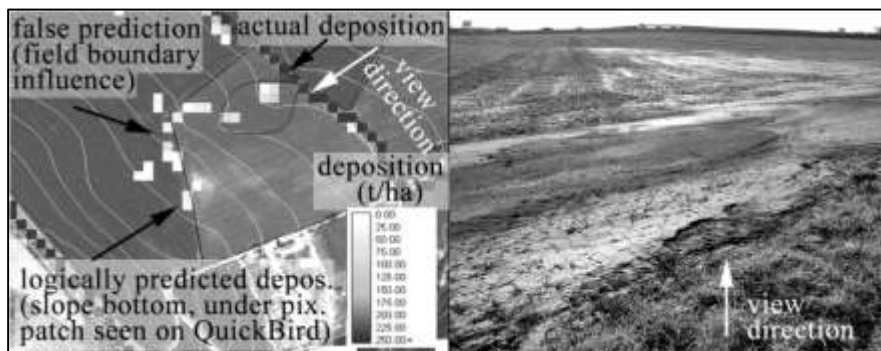 false prediction
(field boundary
influence)
actual deposition
view
direction
deposition
(t/ha)
0.00
25.00
50.00
75.00
100.00
125.00
150.00
175.00
200.00
225.00
250.00
logically predicted depos..
(slope bottom, under pix.
patch seen on QuickBird)
view
direction